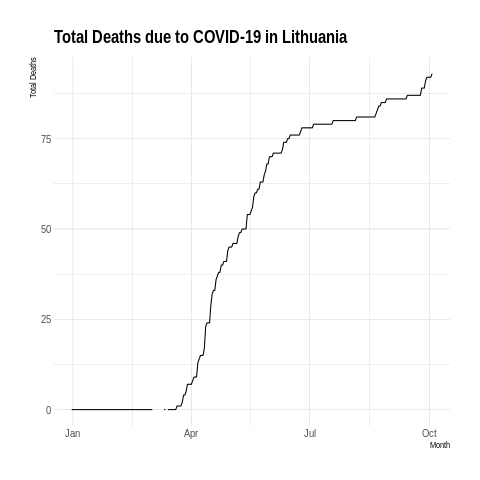 Total Deaths due to COVID-19 in Lithuania
Total Deaths
75
50
25
0
Jan Apr Jul Oct
Month